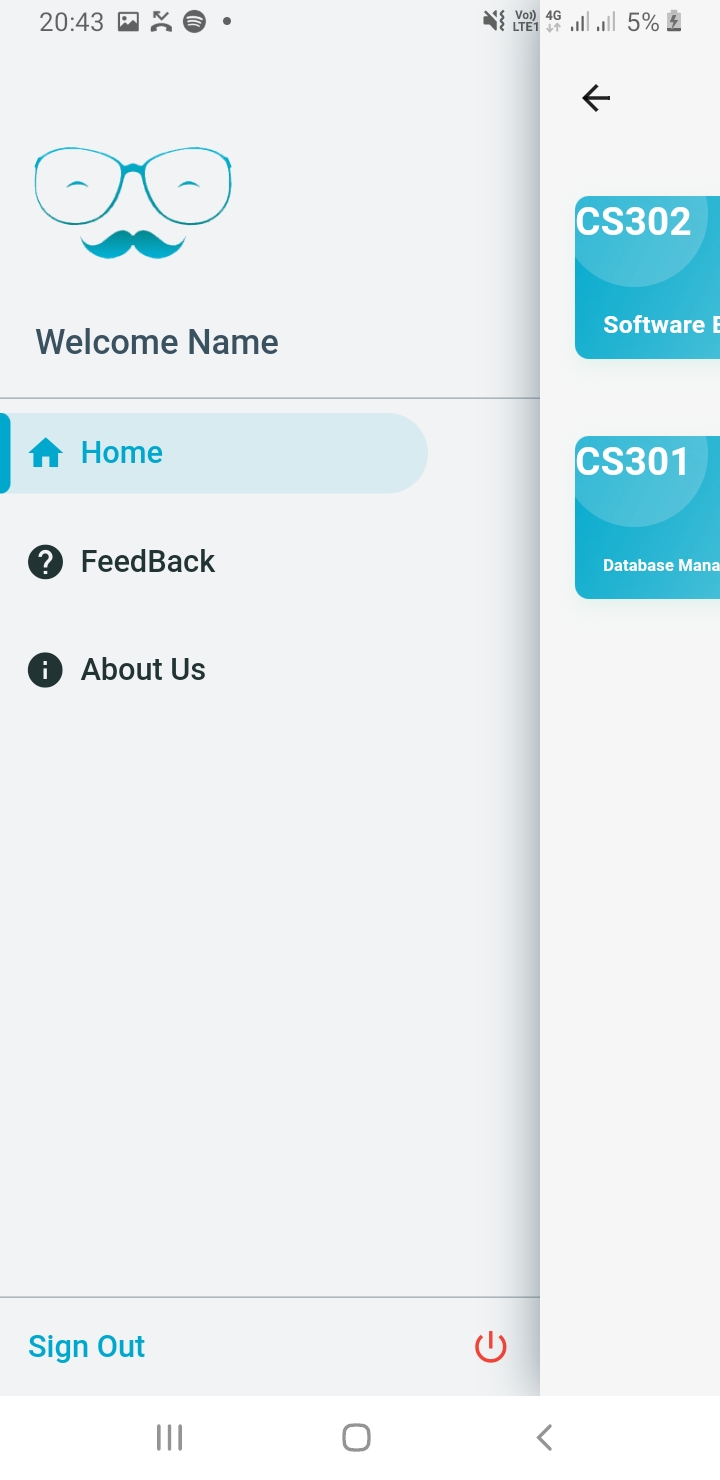 20:43
Vo)) LTE1 4G 5%
CS302
Software
Welcome Name
Home
CS301
FeedBack
Database Mana
About Us
Sign Out